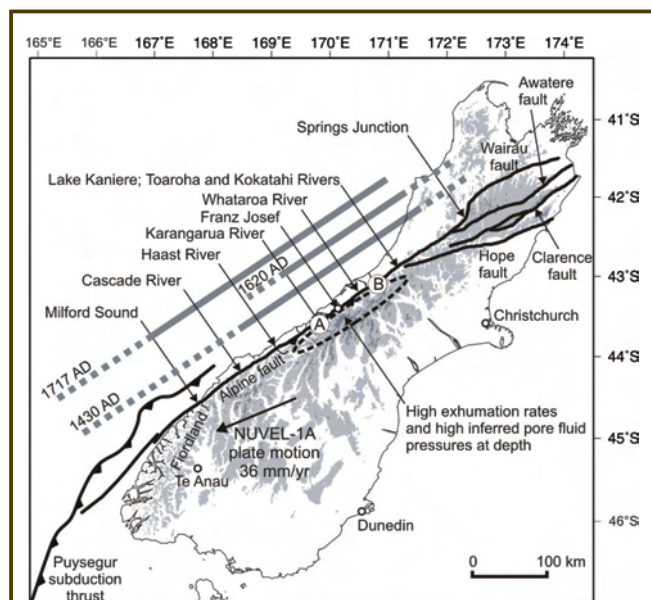 165°E 166°E 167°E 168°E 169°E 170°E 171°E 172°E 173°E 174°E
Awatere
fault
41°S
Springs Junction
Wairau
fault
Lake Kaniere; Toaroha and Kokatahi Rivers
42°S
Whataroa River
Franz Josef
Karangarua River
1620 AD
Hope
fault
Clarence
fault
Haast River
43°S
Cascade River
B
Milford Sound
A
Christchurch
1717 AD
44°S
1430 AD
Alpine fault
High exhumation rates
and high inferred pore fluid
pressures at depth
NUVEL-1A
plate motion
36 mm/yr
Fiordland
45°S
Te Anau
Dunedin
46°S
Puysegur
subduction
thrust
0 100 km